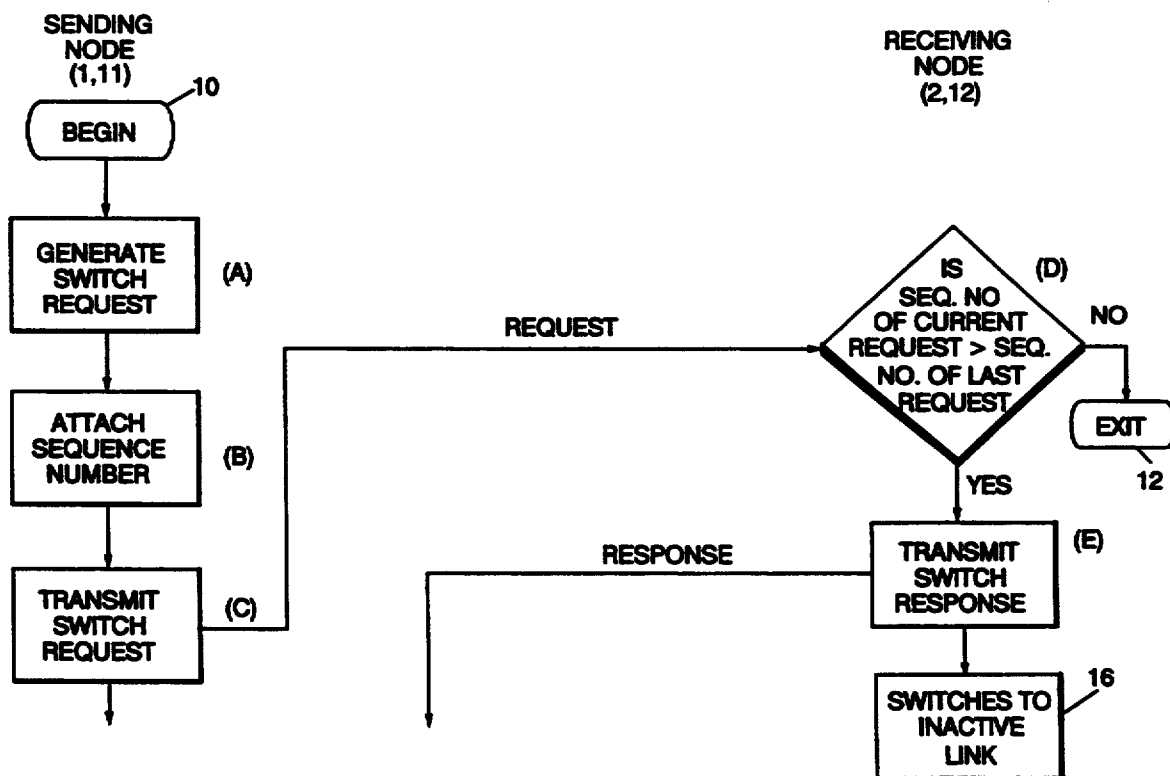 SENDING
NODE
(1,11)
10
BEGIN
GENERATE
SWITCH
REQUEST
(A)
ATTACH
SEQUENCE
NUMBER
(B)
TRANSMIT
SWITCH
REQUEST
(C)
REQUEST
RESPONSE
RECEIVING
NODE
(2,12)
IS
SEQ. NO
OF CURRENT
REQUEST > SEQ.
NO. OF LAST
REQUEST
(D)
NO
EXIT
12
YES
TRANSMIT
SWITCH
RESPONSE
(E)
SWITCHES TO
INACTIVE
LINK
16